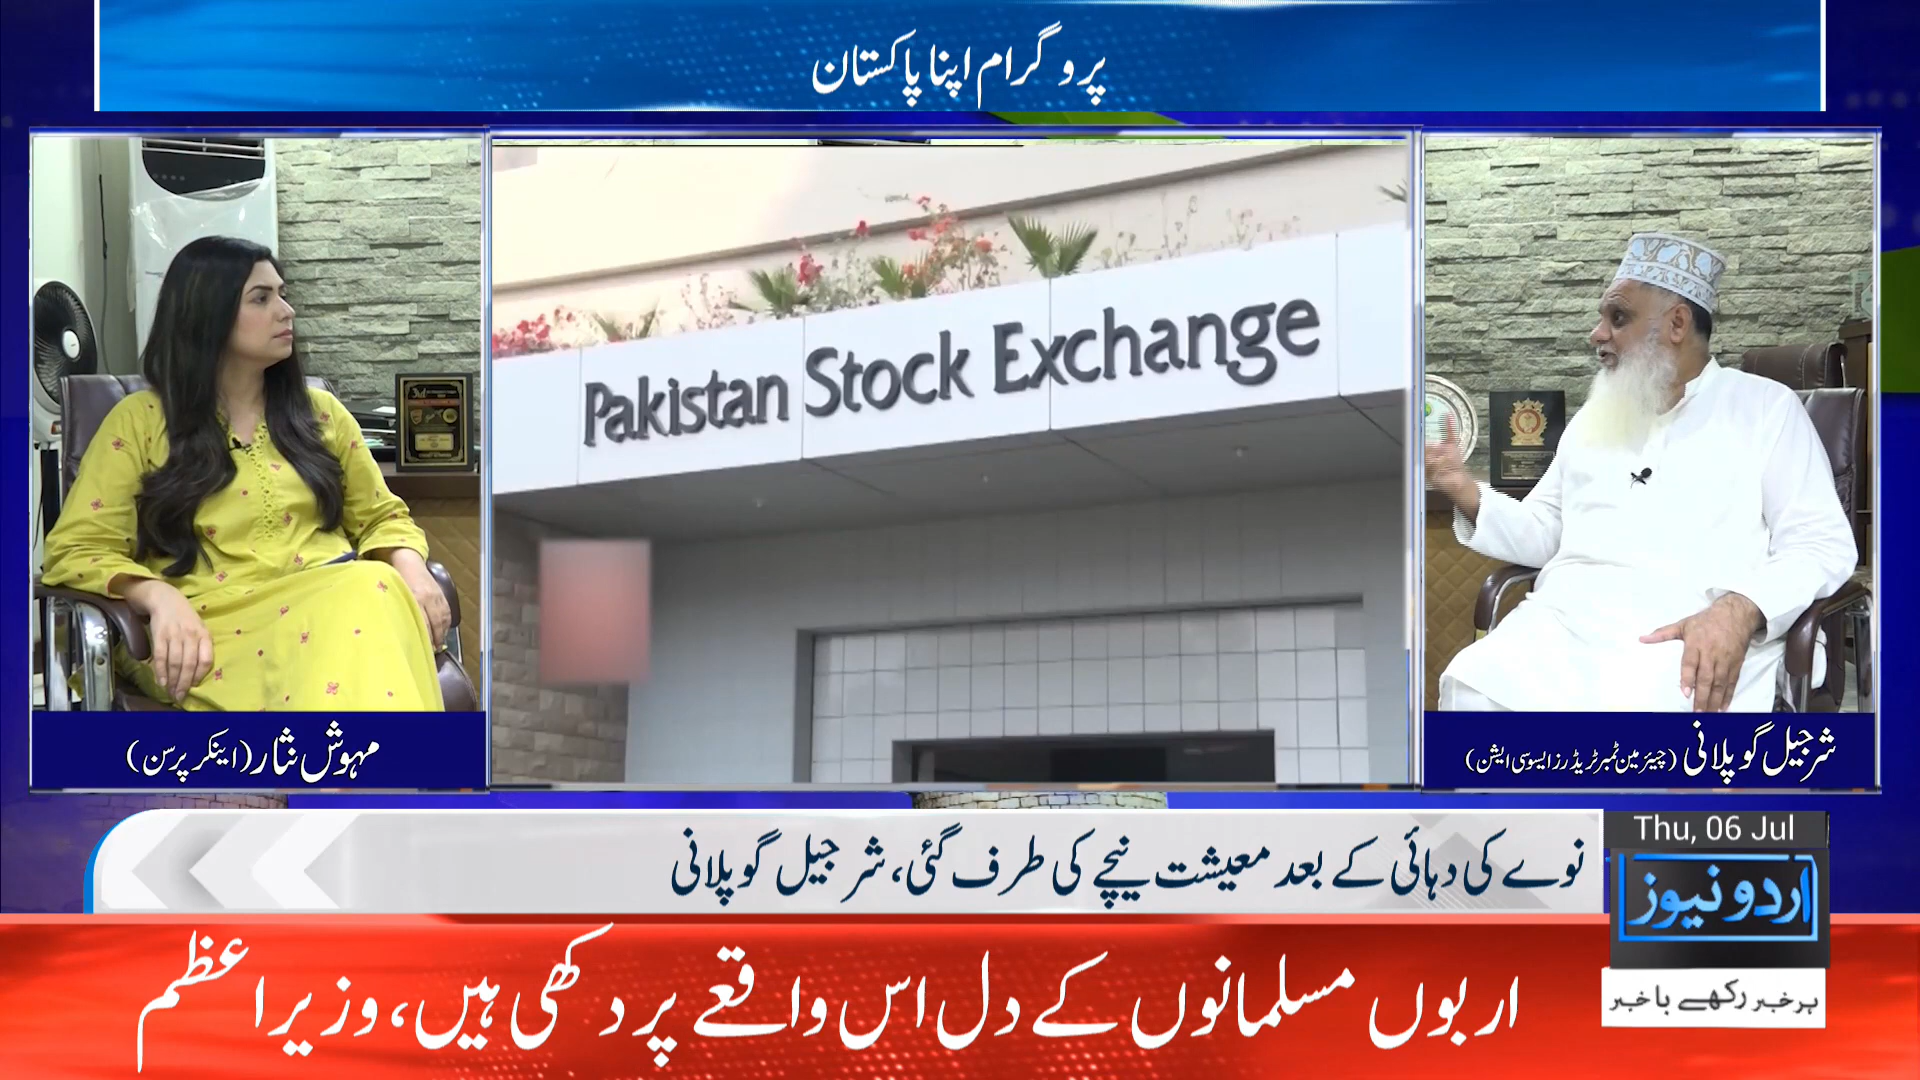 پروگرام اپنا پاکستان
Pakistan Stock Exchange
مہوش نثار (اینکر پرسن)
شرجیل گوپلانی (چیئرمین ٹمبر ٹریڈرز ایسوسی ایشن)
نوے کی دہائی کے بعد معیشت نیچے کی طرف گئی، شرجیل گوپلانی
Thu, 06 Jul
اردو نیوز
ہر خبر رکھے با خبر
اربوں مسلمانوں کے دل اس واقعے پر دکھی ہیں، وزیراعظم